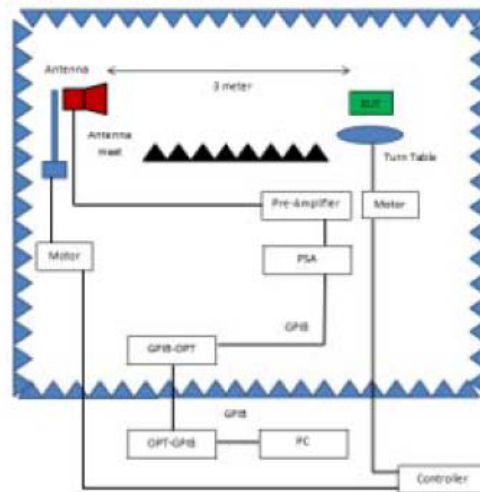 Antenna
3 meter
EUT
Antenna
mast
Turn Table
Pre-Amplifier
Motor
Motor
PSA
GPIB
GPIB-OPT
GPIB
OPT-GPIB
PC
Controller